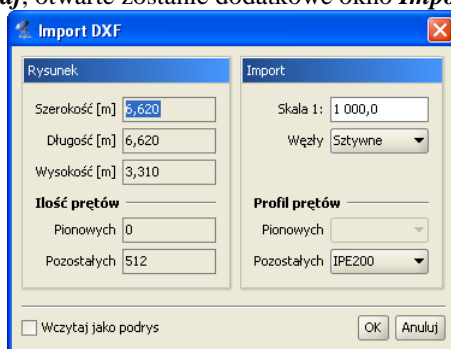 aj, otwarte zostanie dodatkowe okno Impo
Import DXF
Rysunek
Szerokość [m] 6,620
Długość [m] 6,620
Wysokość [m] 3,310
Ilość prętów
Pionowych 0
Pozostałych 512
Import
Skala 1: 1 000,0
Węzły Sztywne
Profil prętów
Pionowych
Pozostałych IPE200
Wczytaj jako podrys
OK Anuluj